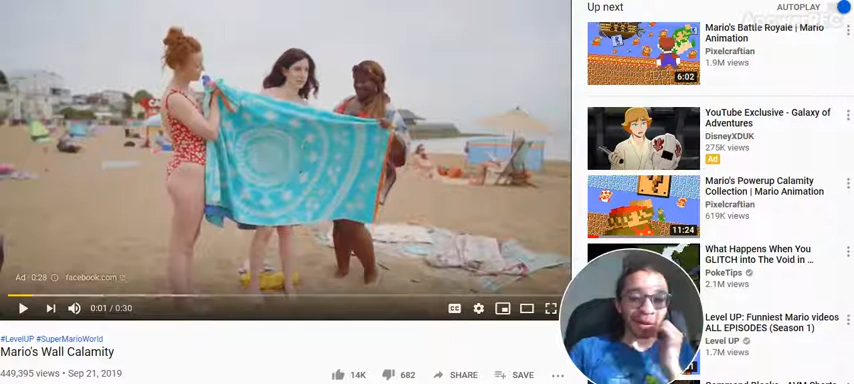 Up next
AUTOPLAY
Mario's Battle Royale | Mario
Animation
Pixelcraftian
1.9M views
6:02
YouTube Exclusive - Galaxy of
Adventures
DisneyXDUK
275K views
Ad
Mario's Powerup Calamity
Collection | Mario Animation
Pixelcraftian
619K views
11:24
What Happens When You
GLITCH into The Void in ...
PokeTips
2.1M views
Level UP: Funniest Mario videos
ALL EPISODES (Season 1)
Level UP
1.7M views
Ad · 0:28
facebook.com
0:01 / 0:30
CC
#LevelUP #SuperMarioWorld
Mario's Wall Calamity
449,395 views • Sep 21, 2019
14K
682
SHARE
SAVE